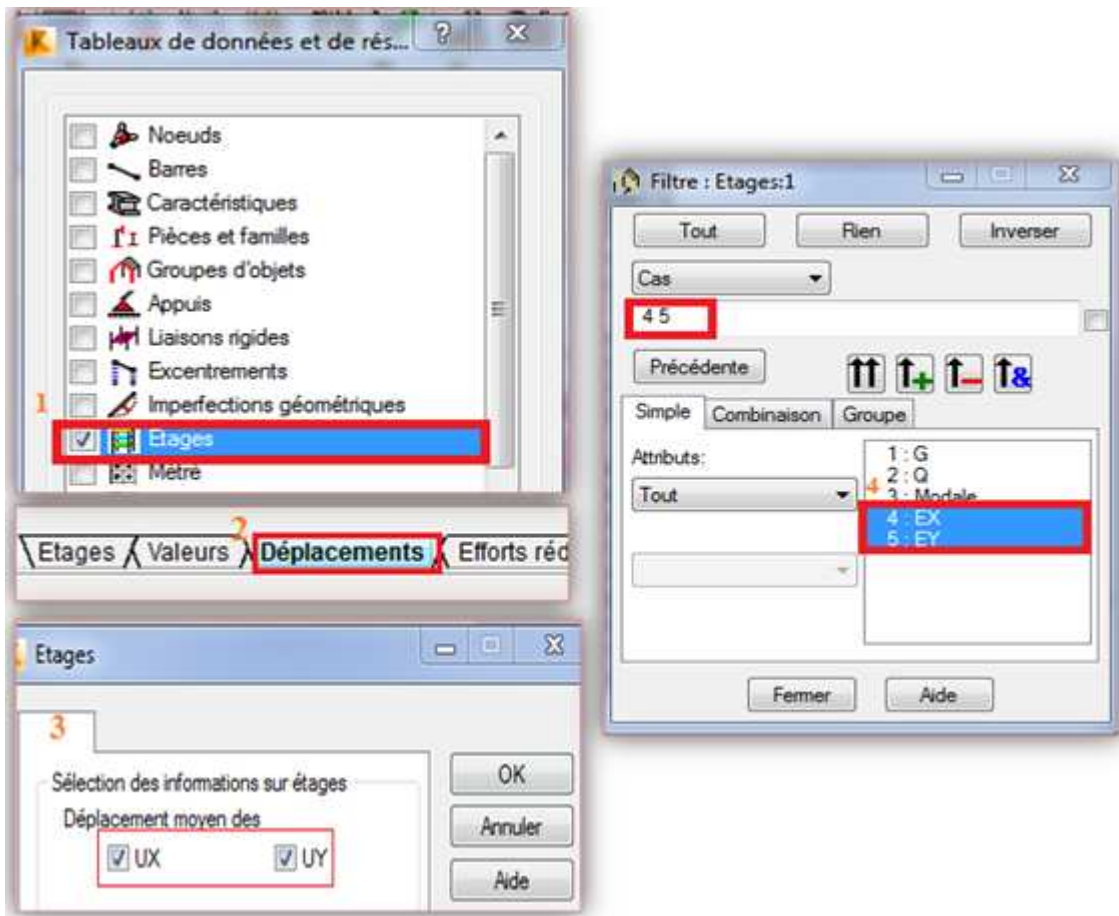 Tableaux de données et de rés...
Noeuds
Barres
Caractéristiques
Pièces et familles
Groupes d'objets
Appuis
Liaisons rigides
Excentrements
1
Imperfections géométriques
Etages
Métré
2
Etages
Valeurs
Déplacements
Efforts réd
Etages
3
Sélection des informations sur étages
Déplacement moyen des
UX
UY
OK
Annuler
Aide
Filtre : Etages:1
Tout
Rien
Inverser
Cas
4 5
Précédente
Simple
Combinaison
Groupe
Attributs:
Tout
4
1 : G
2 : Q
3 : Modale
4 : EX
5 : EY
Fermer
Aide